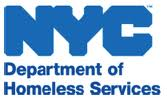 NYC
Department of
Homeless Services